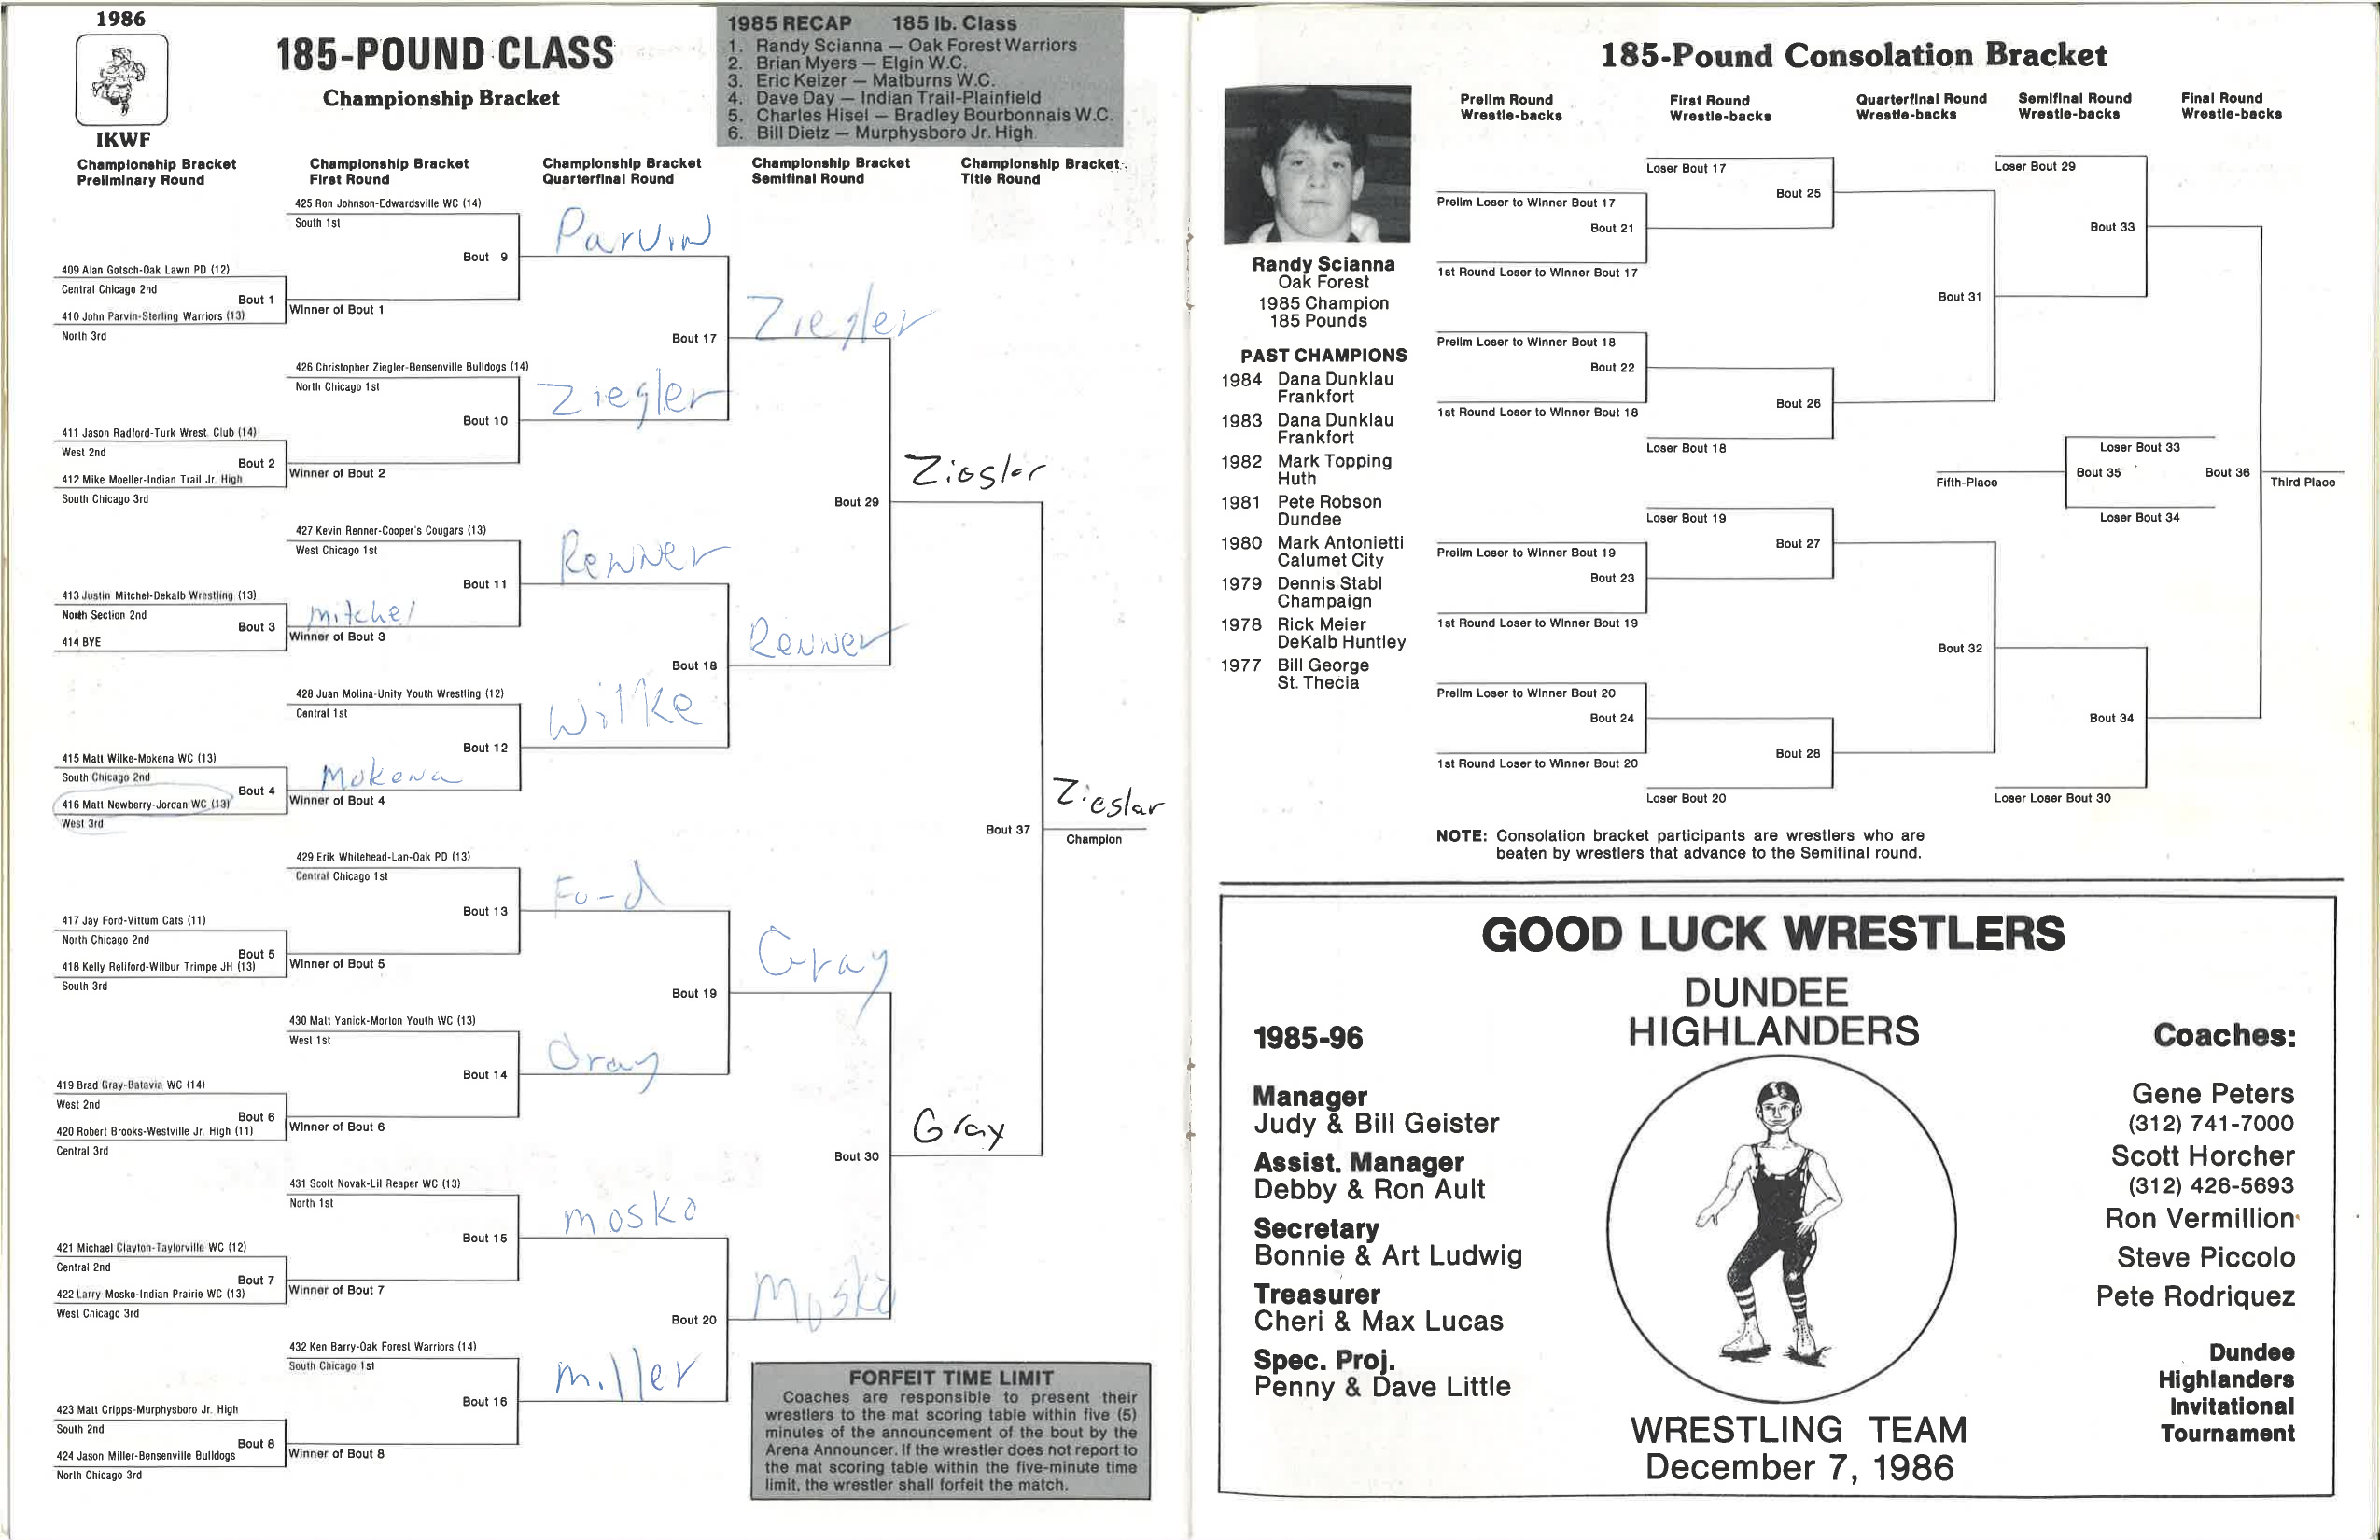 1986
IKWF
185-POUND CLASS
Championship Bracket
1985 RECAP 185 lb. Class
1. Randy Scianna — Oak Forest Warriors
2. Brian Myers — Elgin W.C.
3. Eric Keizer — Matburns W.C.
4. Dave Day — Indian Trail-Plainfield
5. Charles Hisel — Bradley Bourbonnais W.C.
6. Bill Dietz — Murphysboro Jr. High
Championship Bracket
Preliminary Round
Championship Bracket
First Round
Championship Bracket
Quarterfinal Round
Championship Bracket
Semifinal Round
Championship Bracket
Title Round
409 Alan Gotsch-Oak Lawn PD (12)
Central Chicago 2nd
Bout 1
410 John Parvin-Sterling Warriors (13)
North 3rd
411 Jason Radford-Turk Wrest. Club (14)
West 2nd
Bout 2
412 Mike Moeller-Indian Trail Jr. High
South Chicago 3rd
413 Justin Mitchel-Dekalb Wrestling (13)
North Section 2nd
Bout 3
414 BYE
415 Matt Wilke-Mokena WC (13)
South Chicago 2nd
Bout 4
416 Matt Newberry-Jordan WC (13)
West 3rd
417 Jay Ford-Vittum Cats (11)
North Chicago 2nd
Bout 5
418 Kelly Reliford-Wilbur Trimpe JH (13)
South 3rd
419 Brad Gray-Batavia WC (14)
West 2nd
Bout 6
420 Robert Brooks-Westville Jr. High (11)
Central 3rd
421 Michael Clayton-Taylorville WC (12)
Central 2nd
Bout 7
422 Larry Mosko-Indian Prairie WC (13)
West Chicago 3rd
423 Matt Cripps-Murphysboro Jr. High
South 2nd
Bout 8
424 Jason Miller-Bensenville Bulldogs
North Chicago 3rd
425 Ron Johnson-Edwardsville WC (14)
South 1st
Bout 9
Winner of Bout 1
426 Christopher Ziegler-Bensenville Bulldogs (14)
North Chicago 1st
Bout 10
Winner of Bout 2
427 Kevin Renner-Cooper's Cougars (13)
West Chicago 1st
Bout 11
Mitchel
Winner of Bout 3
428 Juan Molina-Unity Youth Wrestling (12)
Central 1st
Bout 12
Mokena
Winner of Bout 4
429 Erik Whitehead-Lan-Oak PD (13)
Central Chicago 1st
Bout 13
Winner of Bout 5
430 Matt Yanick-Morton Youth WC (13)
West 1st
Bout 14
Winner of Bout 6
431 Scott Novak-Lil Reaper WC (13)
North 1st
Bout 15
Winner of Bout 7
432 Ken Barry-Oak Forest Warriors (14)
South Chicago 1st
Bout 16
Winner of Bout 8
Parvin
Bout 17
Ziegler
Renner
Bout 18
Wilke
Bout 19
Gray
Mosko
Bout 20
Miller
Ziegler
Bout 29
Renner
Gray
Bout 30
Mosko
Zieglar
Bout 37
Gray
Zieslar
Champion
FORFEIT TIME LIMIT
Coaches are responsible to present their
wrestlers to the mat scoring table within five (5)
minutes of the announcement of the bout by the
Arena Announcer. If the wrestler does not report to
the mat scoring table within the five-minute time
limit, the wrestler shall forfeit the match.
185-Pound Consolation Bracket
Prelim Round
Wrestle-backs
First Round
Wrestle-backs
Quarterfinal Round
Wrestle-backs
Semifinal Round
Wrestle-backs
Final Round
Wrestle-backs
Randy Scianna
Oak Forest
1985 Champion
185 Pounds
PAST CHAMPIONS
1984 Dana Dunklau
Frankfort
1983 Dana Dunklau
Frankfort
1982 Mark Topping
Huth
1981 Pete Robson
Dundee
1980 Mark Antonietti
Calumet City
1979 Dennis Stabl
Champaign
1978 Rick Meier
DeKalb Huntley
1977 Bill George
St. Thecia
Prelim Loser to Winner Bout 17
Bout 21
1st Round Loser to Winner Bout 17
Prelim Loser to Winner Bout 18
Bout 22
1st Round Loser to Winner Bout 18
Prelim Loser to Winner Bout 19
Bout 23
1st Round Loser to Winner Bout 19
Prelim Loser to Winner Bout 20
Bout 24
1st Round Loser to Winner Bout 20
Loser Bout 17
Bout 25
Bout 26
Loser Bout 18
Loser Bout 19
Bout 27
Bout 28
Loser Bout 20
Bout 31
Bout 32
Loser Bout 29
Bout 33
Bout 34
Loser Loser Bout 30
Loser Bout 33
Fifth-Place
Bout 35
Loser Bout 34
Bout 36
Third Place
NOTE: Consolation bracket participants are wrestlers who are
beaten by wrestlers that advance to the Semifinal round.
GOOD LUCK WRESTLERS
DUNDEE
HIGHLANDERS
1985-96
Manager
Judy & Bill Geister
Assist. Manager
Debby & Ron Ault
Secretary
Bonnie & Art Ludwig
Treasurer
Cheri & Max Lucas
Spec. Proj.
Penny & Dave Little
WRESTLING TEAM
December 7, 1986
Coaches:
Gene Peters
(312) 741-7000
Scott Horcher
(312) 426-5693
Ron Vermillion
Steve Piccolo
Pete Rodriquez
Dundee
Highlanders
Invitational
Tournament